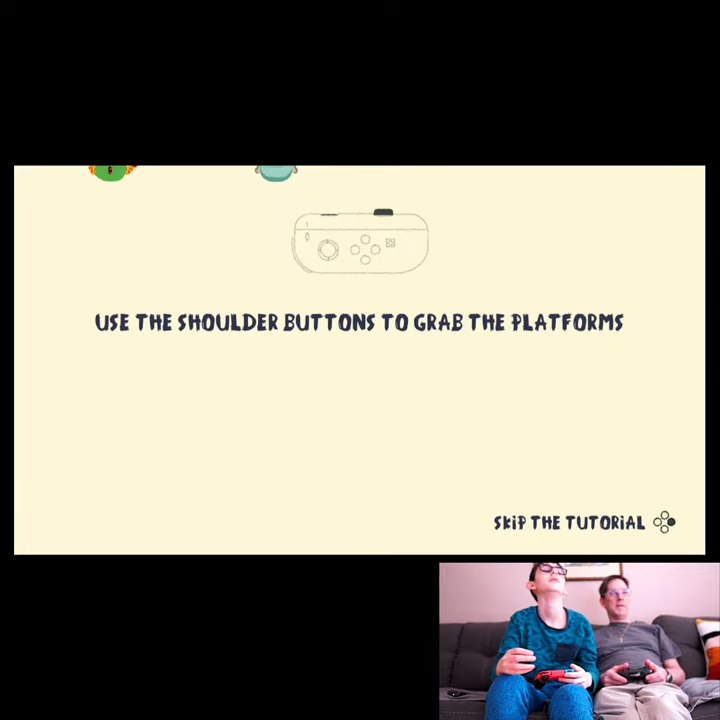 USE THE SHOULDER BUTTONS TO GRAB THE PLATFORMS
SKIP THE TUTORIAL